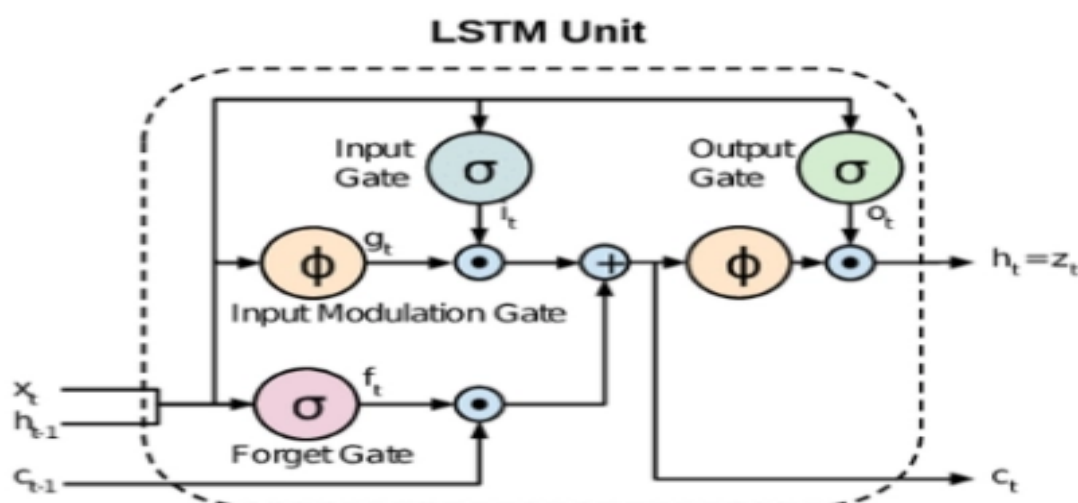 LSTM Unit
Input
Gate
σ
i_t
Output
Gate
σ
o_t
ϕ
g_t
Input Modulation Gate
+
ϕ
h_t=z_t
x_t
h_t-1
σ
f_t
Forget Gate
c_t-1
c_t